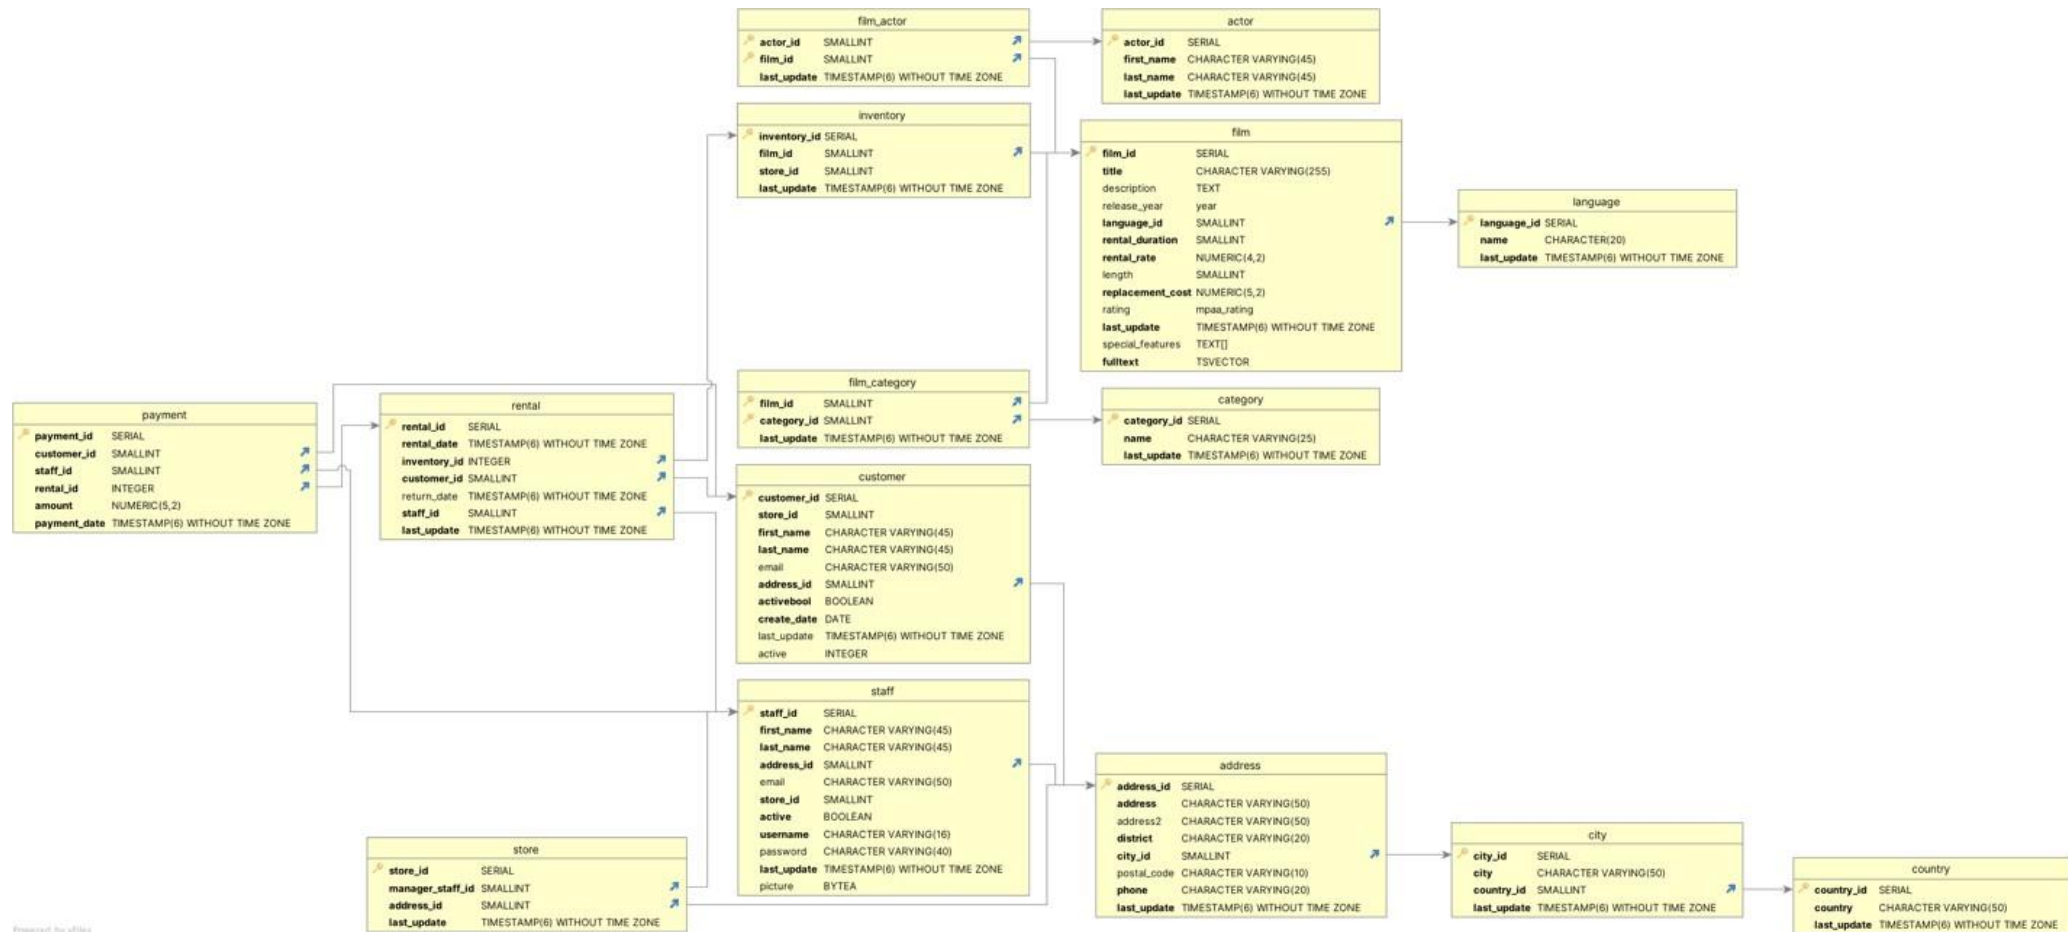 film_actor
actor_id SMALLINT
film_id SMALLINT
last_update TIMESTAMP(6) WITHOUT TIME ZONE
actor
actor_id SERIAL
first_name CHARACTER VARYING(45)
last_name CHARACTER VARYING(45)
last_update TIMESTAMP(6) WITHOUT TIME ZONE
inventory
inventory_id SERIAL
film_id SMALLINT
store_id SMALLINT
last_update TIMESTAMP(6) WITHOUT TIME ZONE
film
film_id SERIAL
title CHARACTER VARYING(255)
description TEXT
release_year year
language_id SMALLINT
rental_duration SMALLINT
rental_rate NUMERIC(4,2)
length SMALLINT
replacement_cost NUMERIC(5,2)
rating mpaa_rating
last_update TIMESTAMP(6) WITHOUT TIME ZONE
special_features TEXT[]
fulltext TSVECTOR
language
language_id SERIAL
name CHARACTER(20)
last_update TIMESTAMP(6) WITHOUT TIME ZONE
payment
payment_id SERIAL
customer_id SMALLINT
staff_id SMALLINT
rental_id INTEGER
amount NUMERIC(5,2)
payment_date TIMESTAMP(6) WITHOUT TIME ZONE
rental
rental_id SERIAL
rental_date TIMESTAMP(6) WITHOUT TIME ZONE
inventory_id INTEGER
customer_id SMALLINT
return_date TIMESTAMP(6) WITHOUT TIME ZONE
staff_id SMALLINT
last_update TIMESTAMP(6) WITHOUT TIME ZONE
film_category
film_id SMALLINT
category_id SMALLINT
last_update TIMESTAMP(6) WITHOUT TIME ZONE
category
category_id SERIAL
name CHARACTER VARYING(25)
last_update TIMESTAMP(6) WITHOUT TIME ZONE
customer
customer_id SERIAL
store_id SMALLINT
first_name CHARACTER VARYING(45)
last_name CHARACTER VARYING(45)
email CHARACTER VARYING(50)
address_id SMALLINT
activebool BOOLEAN
create_date DATE
last_update TIMESTAMP(6) WITHOUT TIME ZONE
active INTEGER
staff
staff_id SERIAL
first_name CHARACTER VARYING(45)
last_name CHARACTER VARYING(45)
address_id SMALLINT
email CHARACTER VARYING(50)
store_id SMALLINT
active BOOLEAN
username CHARACTER VARYING(16)
password CHARACTER VARYING(40)
last_update TIMESTAMP(6) WITHOUT TIME ZONE
picture BYTEA
store
store_id SERIAL
manager_staff_id SMALLINT
address_id SMALLINT
last_update TIMESTAMP(6) WITHOUT TIME ZONE
address
address_id SERIAL
address CHARACTER VARYING(50)
address2 CHARACTER VARYING(50)
district CHARACTER VARYING(20)
city_id SMALLINT
postal_code CHARACTER VARYING(10)
phone CHARACTER VARYING(20)
last_update TIMESTAMP(6) WITHOUT TIME ZONE
city
city_id SERIAL
city CHARACTER VARYING(50)
country_id SMALLINT
last_update TIMESTAMP(6) WITHOUT TIME ZONE
country
country_id SERIAL
country CHARACTER VARYING(50)
last_update TIMESTAMP(6) WITHOUT TIME ZONE
Powered by yFiles